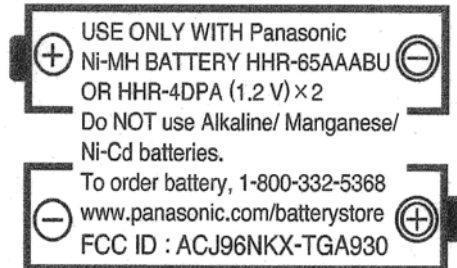 USE ONLY WITH Panasonic
Ni-MH BATTERY HHR-65AAABU
OR HHR-4DPA (1.2 V)×2
Do NOT use Alkaline/ Manganese/
Ni-Cd batteries.
To order battery, 1-800-332-5368
www.panasonic.com/batterystore
FCC ID : ACJ96NKX-TGA930